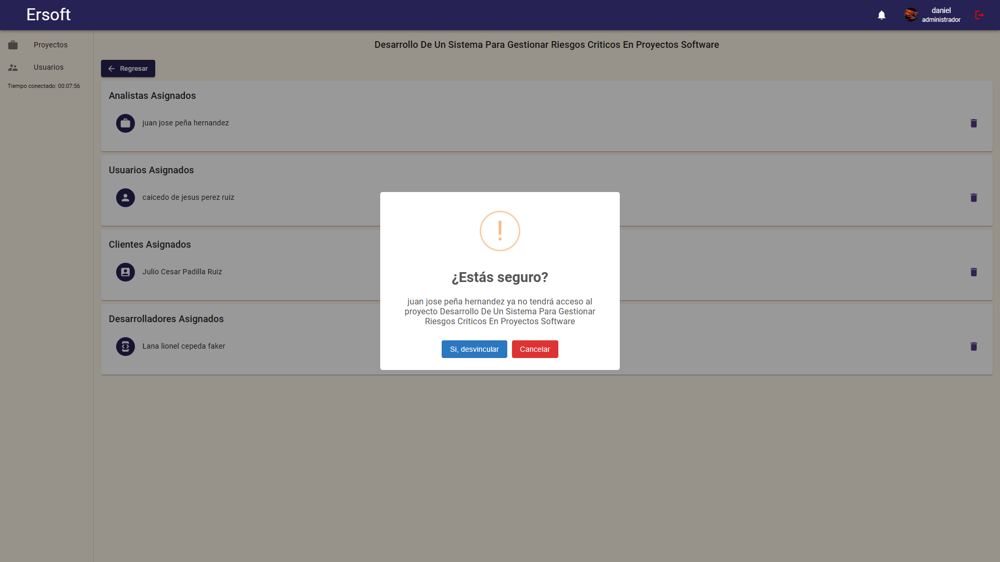 Ersoft
daniel
administrador
Proyectos
Usuarios
Tiempo conectado: 00:07:56
Desarrollo De Un Sistema Para Gestionar Riesgos Criticos En Proyectos Software
Regresar
Analistas Asignados
juan jose peña hernandez
Usuarios Asignados
caicedo de jesus perez ruiz
Clientes Asignados
Julio Cesar Padilla Ruiz
Desarrolladores Asignados
Lana lionel cepeda faker
¿Estás seguro?
juan jose peña hernandez ya no tendrá acceso al
proyecto Desarrollo De Un Sistema Para Gestionar
Riesgos Criticos En Proyectos Software
Si, desvincular
Cancelar